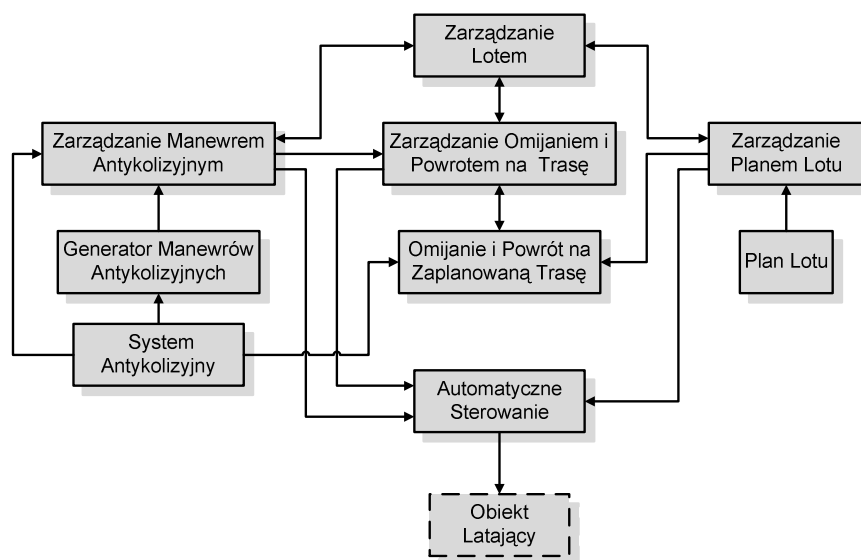 Zarządzanie
Lotem
Zarządzanie Manewrem
Antykolizyjnym
Zarządzanie Omijaniem i
Powrotem na Trasę
Zarządzanie
Planem Lotu
Generator Manewrów
Antykolizyjnych
Omijanie i Powrót na
Zaplanowaną Trasę
Plan Lotu
System
Antykolizyjny
Automatyczne
Sterowanie
Obiekt
Latający